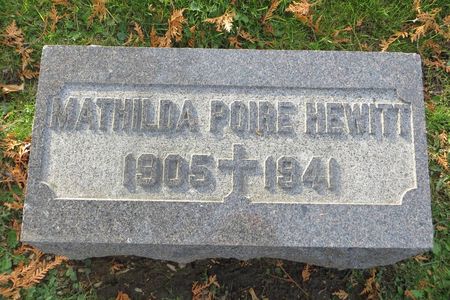 MATHILDA POIRE HEWITT
1905 ✝ 1941